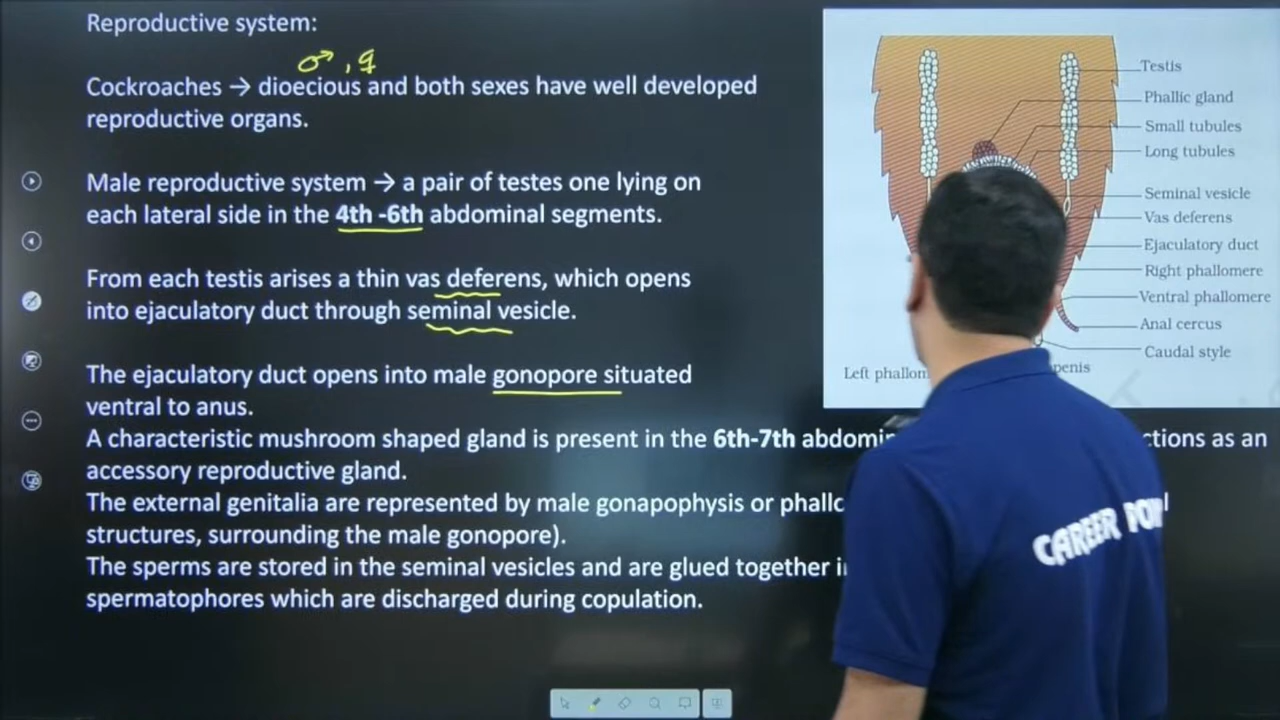 Reproductive system:
♂, ♀
Cockroaches → dioecious and both sexes have well developed
reproductive organs.
Male reproductive system → a pair of testes one lying on
each lateral side in the 4th -6th abdominal segments.
From each testis arises a thin vas deferens, which opens
into ejaculatory duct through seminal vesicle.
The ejaculatory duct opens into male gonopore situated
ventral to anus.
A characteristic mushroom shaped gland is present in the 6th-7th ctions as an
accessory reproductive gland.
The external genitalia are represented by male gonapophysis or
structures, surrounding the male gonopore).
The sperms are stored in the seminal vesicles and are glued together
spermatophores which are discharged during copulation.
Testis
Phallic gland
Small tubules
Long tubules
Seminal vesicle
Vas deferens
Ejaculatory duct
Right phallomere
Ventral phallomere
Anal cercus
Caudal style
Left
penis
CAREER POIN